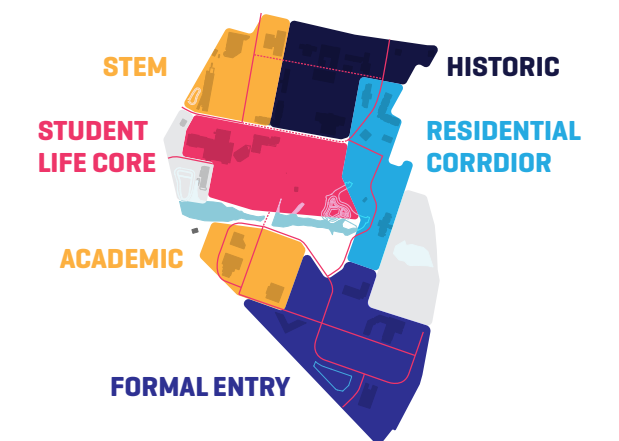 STEM
HISTORIC
STUDENT
LIFE CORE
RESIDENTIAL
CORRDIOR
ACADEMIC
FORMAL ENTRY